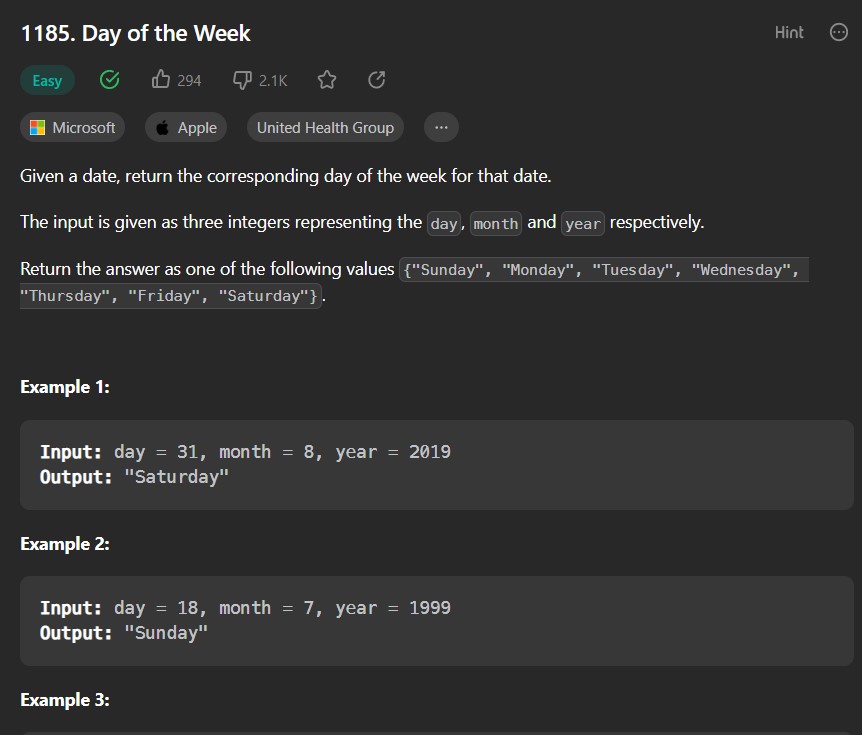 1185. Day of the Week
Hint
Easy
294
2.1K
Microsoft
Apple
United Health Group
...
Given a date, return the corresponding day of the week for that date.
The input is given as three integers representing the day, month and year respectively.
Return the answer as one of the following values {"Sunday", "Monday", "Tuesday", "Wednesday",
"Thursday", "Friday", "Saturday"}.
Example 1:
Input: day = 31, month = 8, year = 2019
Output: "Saturday"
Example 2:
Input: day = 18, month = 7, year = 1999
Output: "Sunday"
Example 3: